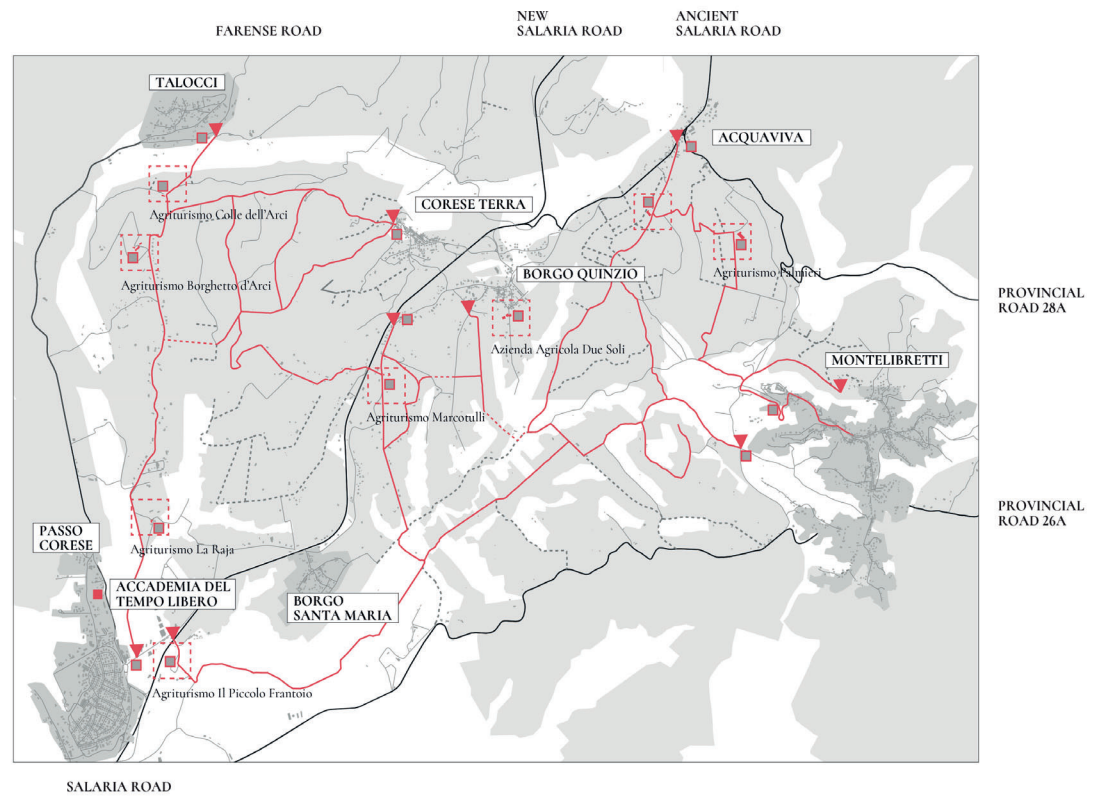 NEW
SALARIA ROAD
ANCIENT
SALARIA ROAD
FARENSE ROAD
TALOCCI
ACQUAVIVA
CORESE TERRA
Agriturismo Colle dell'Arci
BORGO QUINZIO
Agriturismo Palmieri
Agriturismo Borghetto d'Arci
PROVINCIAL
ROAD 28A
Azienda Agricola Due Soli
MONTELIBRETTI
Agriturismo Marcotulli
PROVINCIAL
ROAD 26A
PASSO
CORESE
Agriturismo La Raja
ACCADEMIA DEL
TEMPO LIBERO
BORGO
SANTA MARIA
Agriturismo Il Piccolo Frantoio
SALARIA ROAD